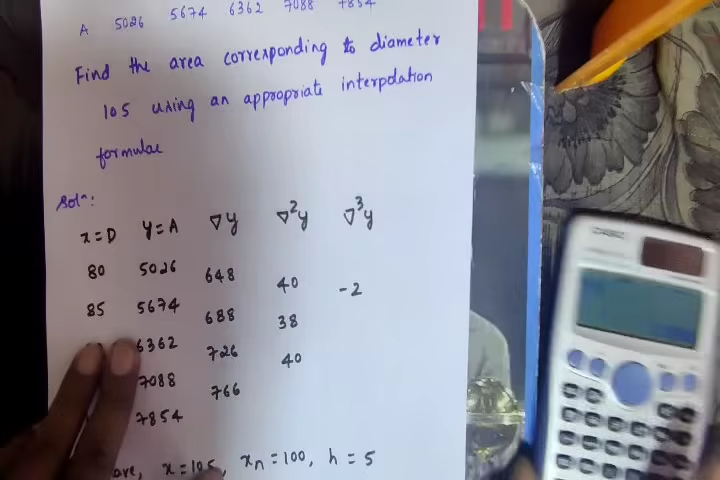 A 5026 5674 6362 7088 7854
Find the area corresponding to diameter
105 using an appropriate interpolation
formulae
Solⁿ:
x=D y=A ∇y ∇²y ∇³y
80 5026 648 40 -2
85 5674 688 38
6362 726 40
7088 766
7854
x=105, xn=100, h=5
CASIO